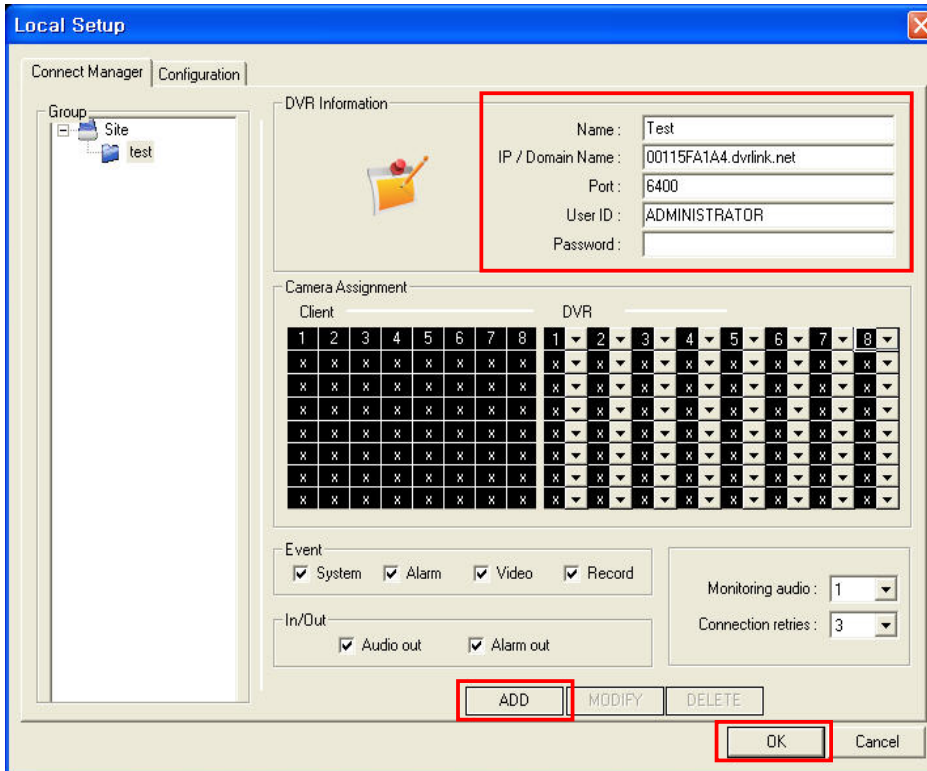 Local Setup
Connect Manager
Configuration
Group
Site
test
DVR Information
Name : Test
IP / Domain Name : 00115FA1A4.dvrlink.net
Port : 6400
User ID : ADMINISTRATOR
Password :
Camera Assignment
Client DVR
1 2 3 4 5 6 7 8 1 2 3 4 5 6 7 8
x x x x x x x x x x x x x x x x
x x x x x x x x x x x x x x x x
x x x x x x x x x x x x x x x x
x x x x x x x x x x x x x x x x
x x x x x x x x x x x x x x x x
x x x x x x x x x x x x x x x x
x x x x x x x x x x x x x x x x
Event
System Alarm Video Record
Monitoring audio : 1
Connection retries : 3
In/Out
Audio out Alarm out
ADD MODIFY DELETE
OK Cancel